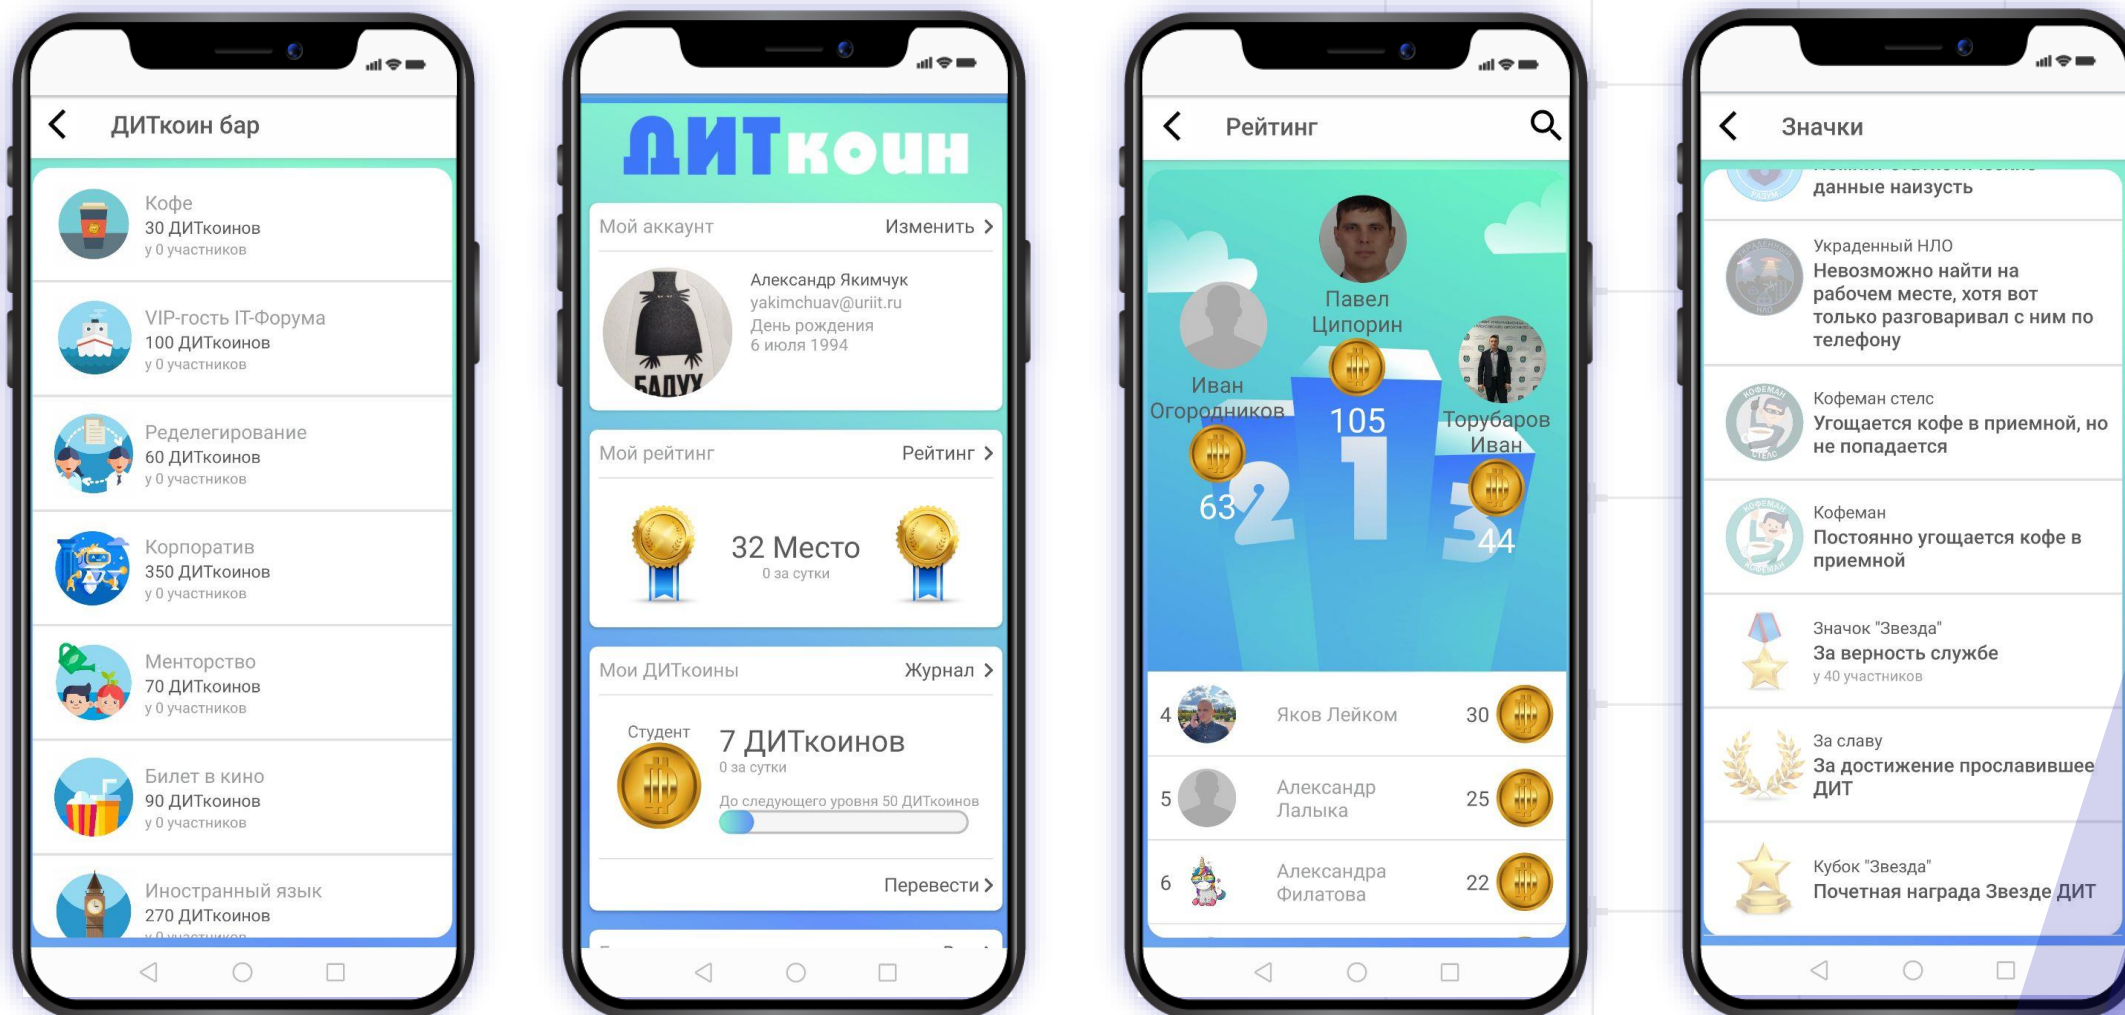 ДИТкоин бар
Кофе
30 ДИТкоинов
у 0 участников
VIP-гость IT-Форума
100 ДИТкоинов
у 0 участников
Ределегирование
60 ДИТкоинов
у 0 участников
Корпоратив
350 ДИТкоинов
у 0 участников
Менторство
70 ДИТкоинов
у 0 участников
Билет в кино
90 ДИТкоинов
у 0 участников
Иностранный язык
270 ДИТкоинов
у 0 участников
ДИТкоин
Мой аккаунт
Изменить >
Александр Якимчук
yakimchuav@uriit.ru
День рождения
6 июля 1994
БАДУХ
Мой рейтинг
Рейтинг >
32 Место
0 за сутки
Мои ДИТкоины
Журнал >
Студент
7 ДИТкоинов
0 за сутки
До следующего уровня 50 ДИТкоинов
Перевести >
Рейтинг
Павел
Ципорин
105
1
Иван
Огородников
63
2
Торубаров
Иван
3
44
4
Яков Лейком
30
5
Александр
Лалыка
25
6
Александра
Филатова
22
Значки
данные наизусть
Украденный НЛО
Невозможно найти на
рабочем месте, хотя вот
только разговаривал с ним по
телефону
КОФЕМАН
СТЕЛС
Кофеман стелс
Угощается кофе в приемной, но
не попадается
КОФЕМАН
КОФЕМАН
Кофеман
Постоянно угощается кофе в
приемной
Значок "Звезда"
За верность службе
у 40 участников
За славу
За достижение прославившее
ДИТ
Кубок "Звезда"
Почетная награда Звезде ДИТ